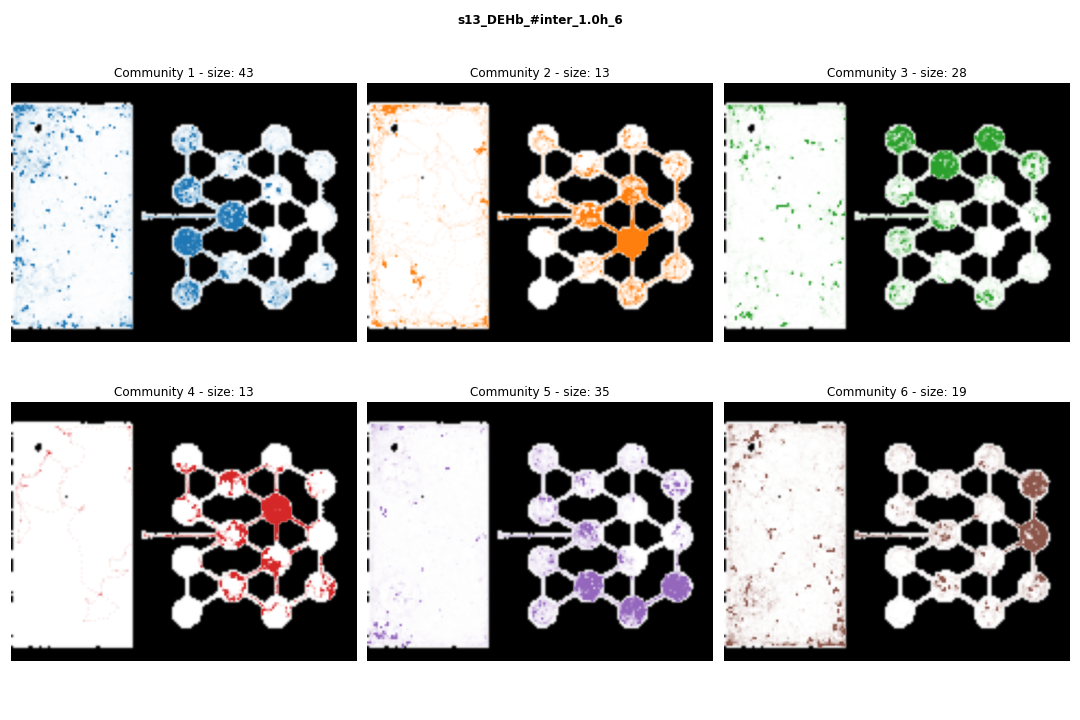 s13_DEHb_#inter_1.0h_6
Community 1 - size: 43
Community 2 - size: 13
Community 3 - size: 28
Community 4 - size: 13
Community 5 - size: 35
Community 6 - size: 19